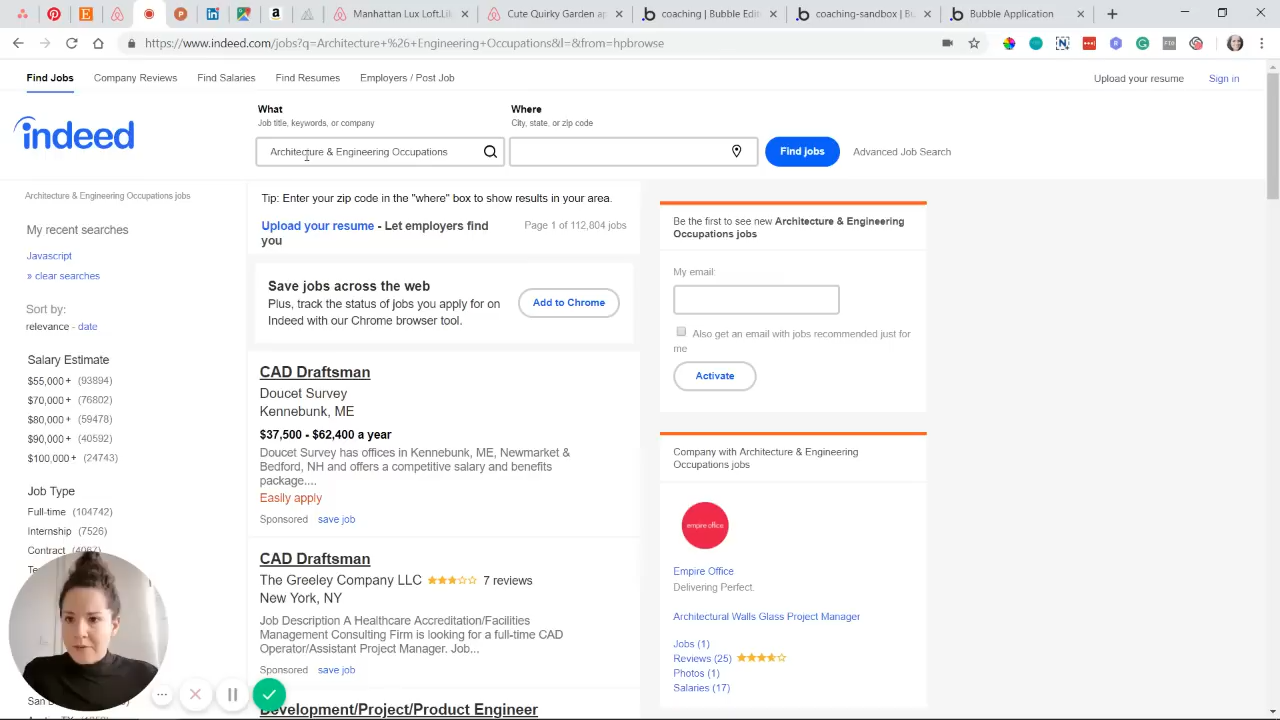 Manhattan Lux Loft.Lik
Cute Quirky Garden ap
coaching | Bubble Edit
coaching-sandbox | Bu
Bubble Application
https://www.indeed.com/jobs?q=Architecture+%26+Engineering+Occupations&l=&from=hpbrowse
Find Jobs
Company Reviews
Find Salaries
Find Resumes
Employers / Post Job
Upload your resume
Sign in
indeed
What
Job title, keywords, or company
Where
City, state, or zip code
Architecture & Engineering Occupations
Find jobs
Advanced Job Search
Architecture & Engineering Occupations jobs
My recent searches
Javascript
» clear searches
Sort by:
relevance - date
Salary Estimate
$55,000+ (93894)
$70,000+ (76802)
$80,000+ (59478)
$90,000+ (40592)
$100,000+ (24743)
Job Type
Full-time (104742)
Internship (7526)
Contract (4067)
Tip: Enter your zip code in the "where" box to show results in your area.
Upload your resume - Let employers find
you
Page 1 of 112,804 jobs
Save jobs across the web
Plus, track the status of jobs you apply for on
Indeed with our Chrome browser tool.
Add to Chrome
CAD Draftsman
Doucet Survey
Kennebunk, ME
$37,500 - $62,400 a year
Doucet Survey has offices in Kennebunk, ME, Newmarket &
Bedford, NH and offers a competitive salary and benefits
package....
Easily apply
Sponsored save job
CAD Draftsman
The Greeley Company LLC 7 reviews
New York, NY
Job Description A Healthcare Accreditation/Facilities
Management Consulting Firm is looking for a full-time CAD
Operator/Assistant Project Manager. Job...
Sponsored save job
Development/Project/Product Engineer
Be the first to see new Architecture & Engineering
Occupations jobs
My email:
Also get an email with jobs recommended just for
me
Activate
Company with Architecture & Engineering
Occupations jobs
empire office
Empire Office
Delivering Perfect.
Architectural Walls Glass Project Manager
Jobs (1)
Reviews (25)
Photos (1)
Salaries (17)